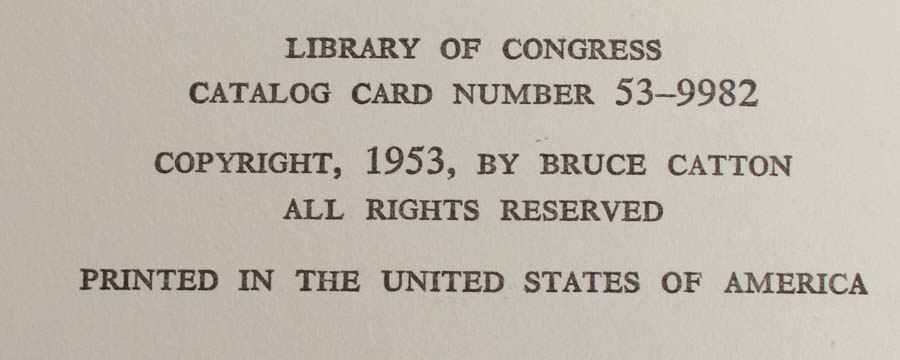 LIBRARY OF CONGRESS
CATALOG CARD NUMBER 53–9982
COPYRIGHT, 1953, BY BRUCE CATTON
ALL RIGHTS RESERVED
PRINTED IN THE UNITED STATES OF AMERICA